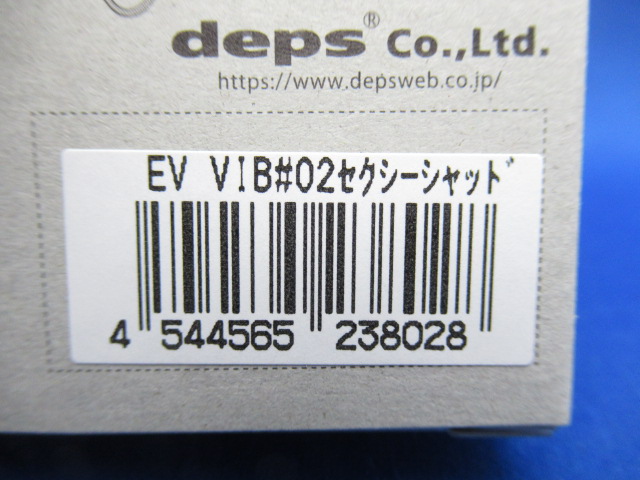 deps® Co.,Ltd.
https://www.depsweb.co.jp/
EV VIB#02ｾｸｼｰｼｬｯﾄﾞ
4 544565 238028